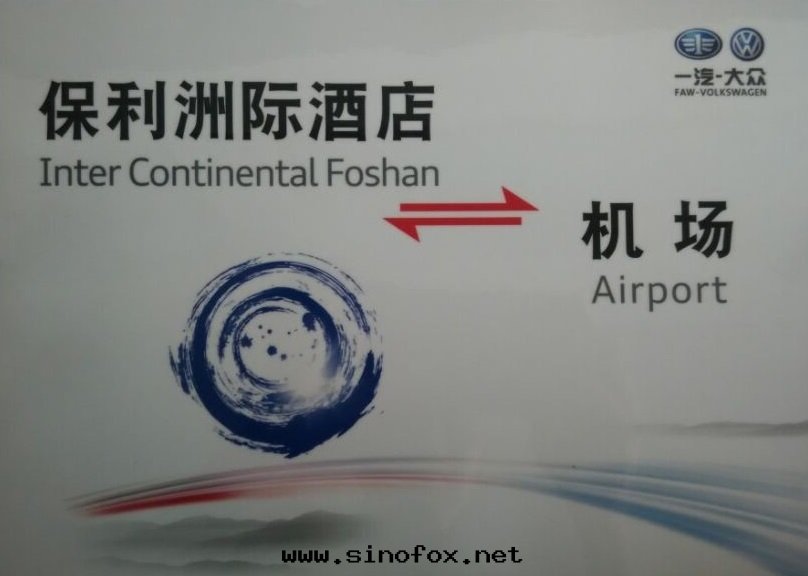 一汽-大众
FAW-VOLKSWAGEN
保利洲际酒店
Inter Continental Foshan
机场
Airport
www.sinofox.net